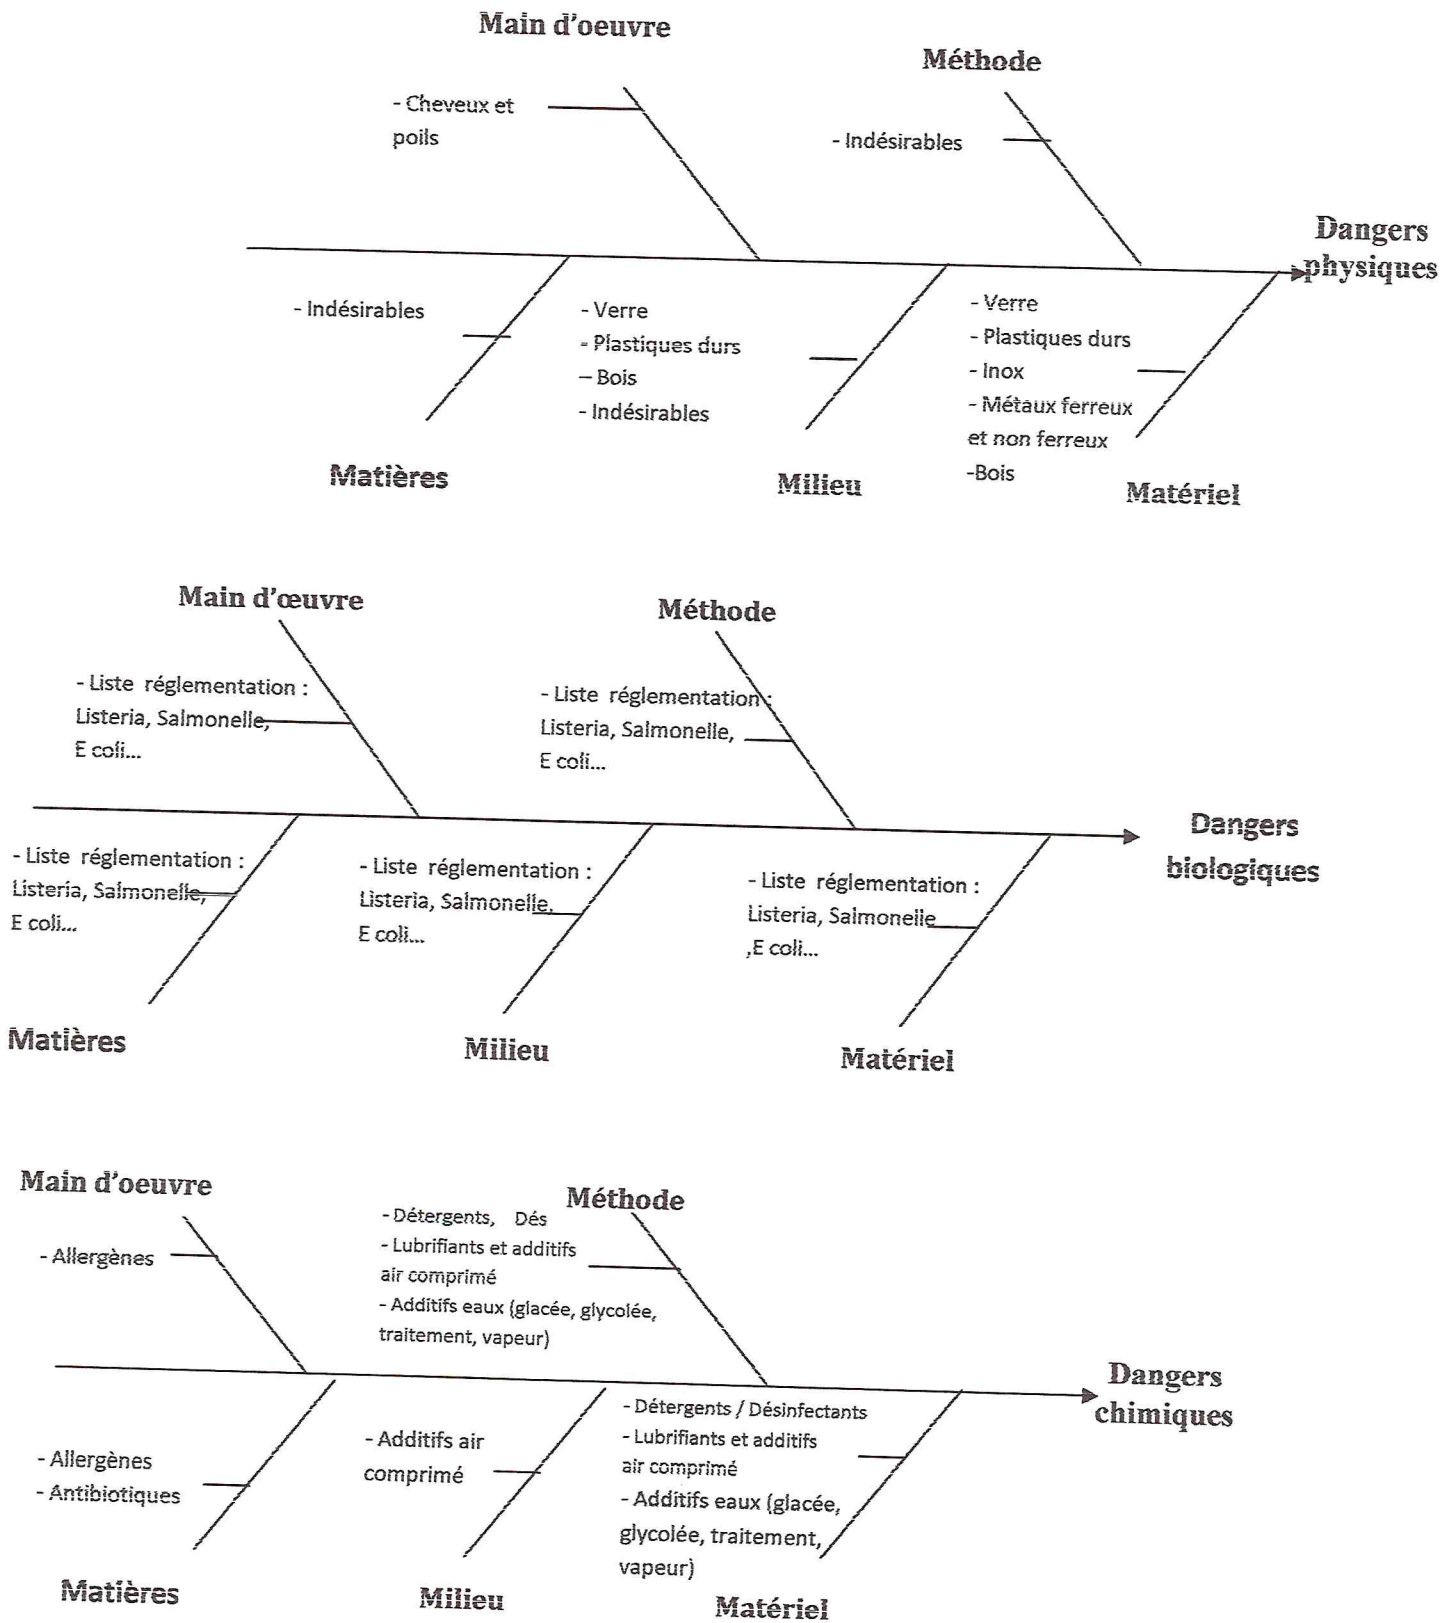 Main d'oeuvre
Méthode
- Cheveux et
poils
- Indésirables
Dangers
physiques
- Indésirables
- Verre
- Plastiques durs
– Bois
- Indésirables
- Verre
- Plastiques durs
- Inox
- Métaux ferreux
et non ferreux
-Bois
Matières
Milieu
Matériel
Main d'œuvre
Méthode
- Liste réglementation :
Listeria, Salmonelle,
E coli...
- Liste réglementation :
Listeria, Salmonelle,
E coli...
Dangers
biologiques
- Liste réglementation :
Listeria, Salmonelle,
E coli...
- Liste réglementation :
Listeria, Salmonelle,
E coli...
- Liste réglementation :
Listeria, Salmonelle
,E coli...
Matières
Milieu
Matériel
Main d'oeuvre
Méthode
- Allergènes
- Détergents, Dés
- Lubrifiants et additifs
air comprimé
- Additifs eaux (glacée, glycolée,
traitement, vapeur)
Dangers
chimiques
- Allergènes
- Antibiotiques
- Additifs air
comprimé
- Détergents / Désinfectants
- Lubrifiants et additifs
air comprimé
- Additifs eaux (glacée,
glycolée, traitement,
vapeur)
Matières
Milieu
Matériel